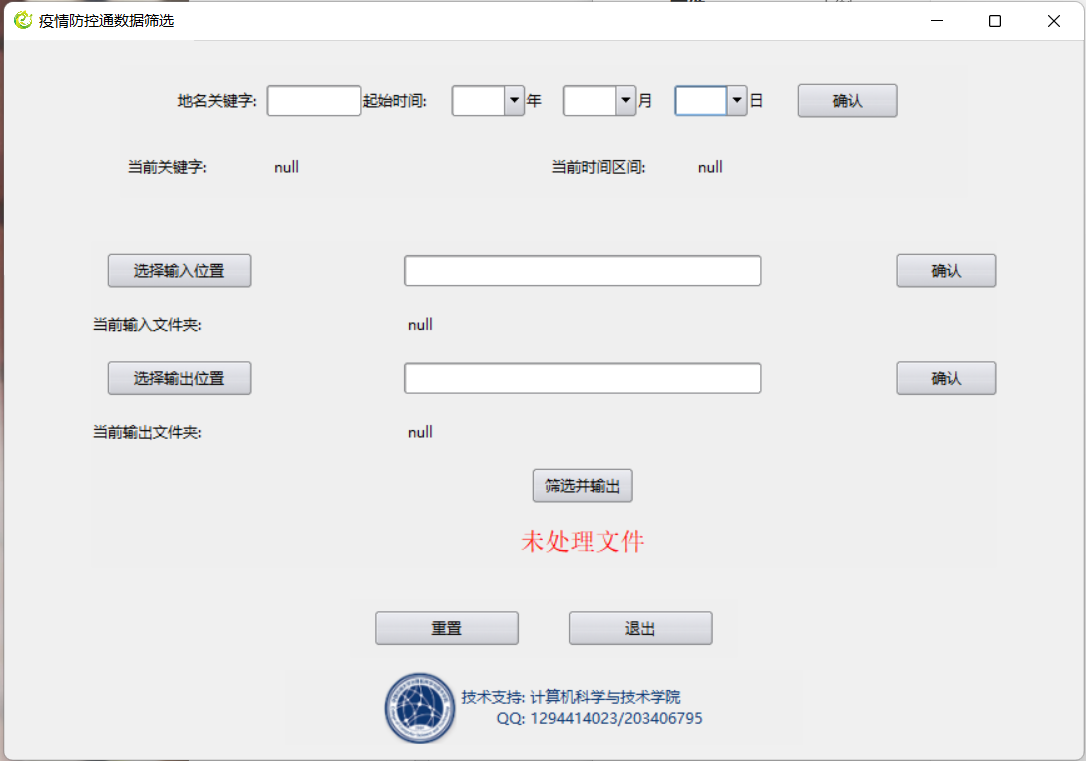 疫情防控通数据筛选
地名关键字: 起始时间: 年 月 日 确认
当前关键字: null 当前时间区间: null
选择输入位置 确认
当前输入文件夹: null
选择输出位置 确认
当前输出文件夹: null
筛选并输出
未处理文件
重置 退出
技术支持: 计算机科学与技术学院
QQ: 1294414023/203406795